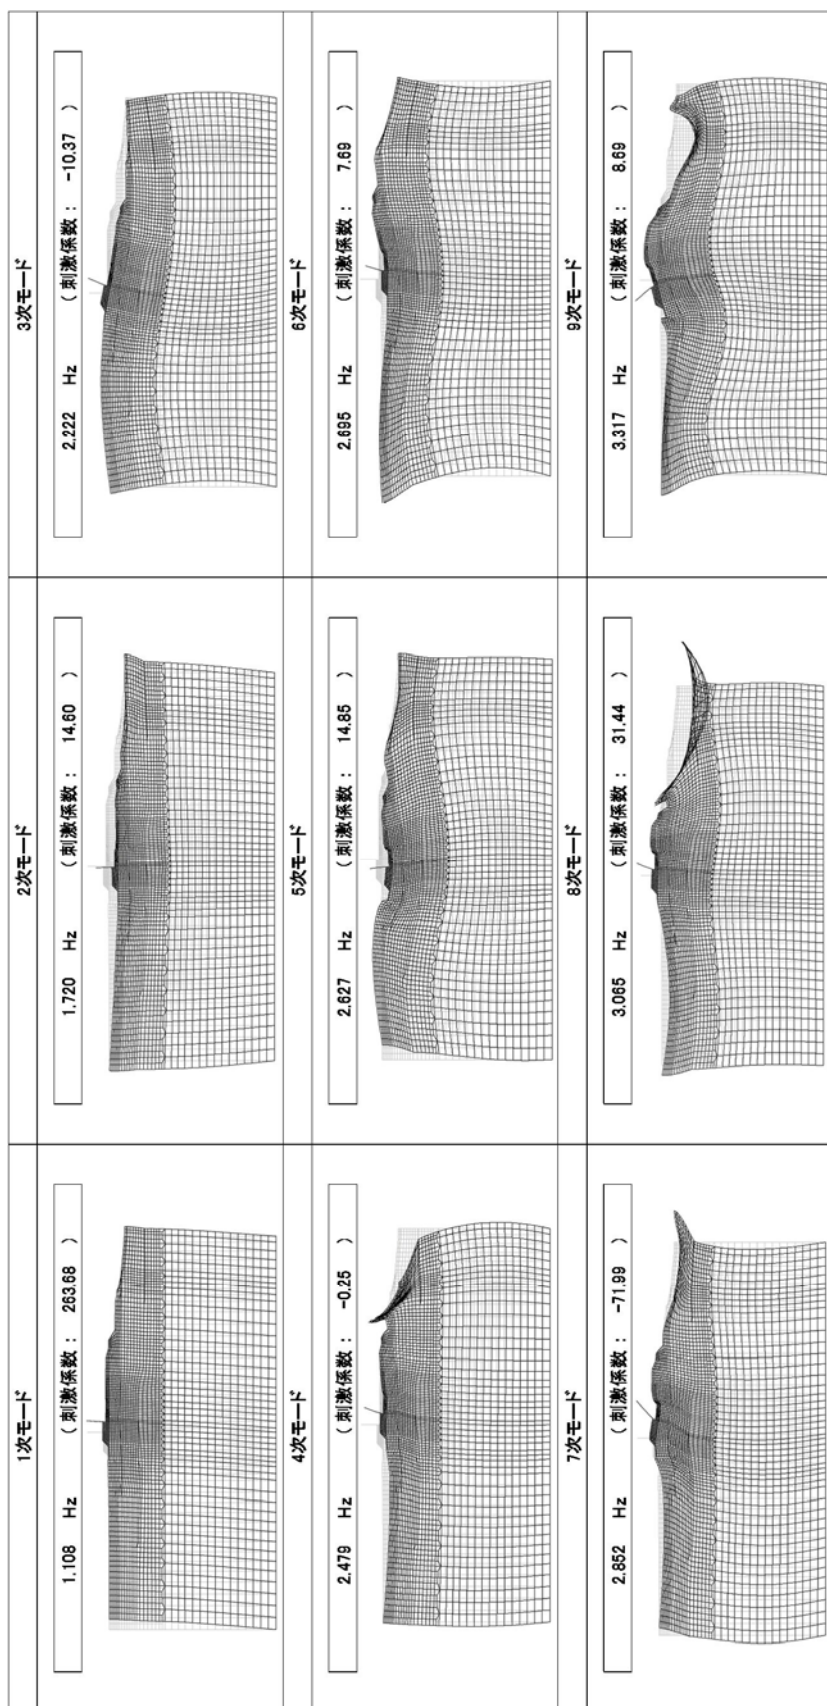 1次モード
1.108 Hz (刺激係数： 263.68 )
2次モード
1.720 Hz (刺激係数： 14.60 )
3次モード
2.222 Hz (刺激係数： -10.37 )
4次モード
2.479 Hz (刺激係数： -0.25 )
5次モード
2.627 Hz (刺激係数： 14.85 )
6次モード
2.695 Hz (刺激係数： 7.69 )
7次モード
2.852 Hz (刺激係数： -71.99 )
8次モード
3.065 Hz (刺激係数： 31.44 )
9次モード
3.317 Hz (刺激係数： 8.69 )